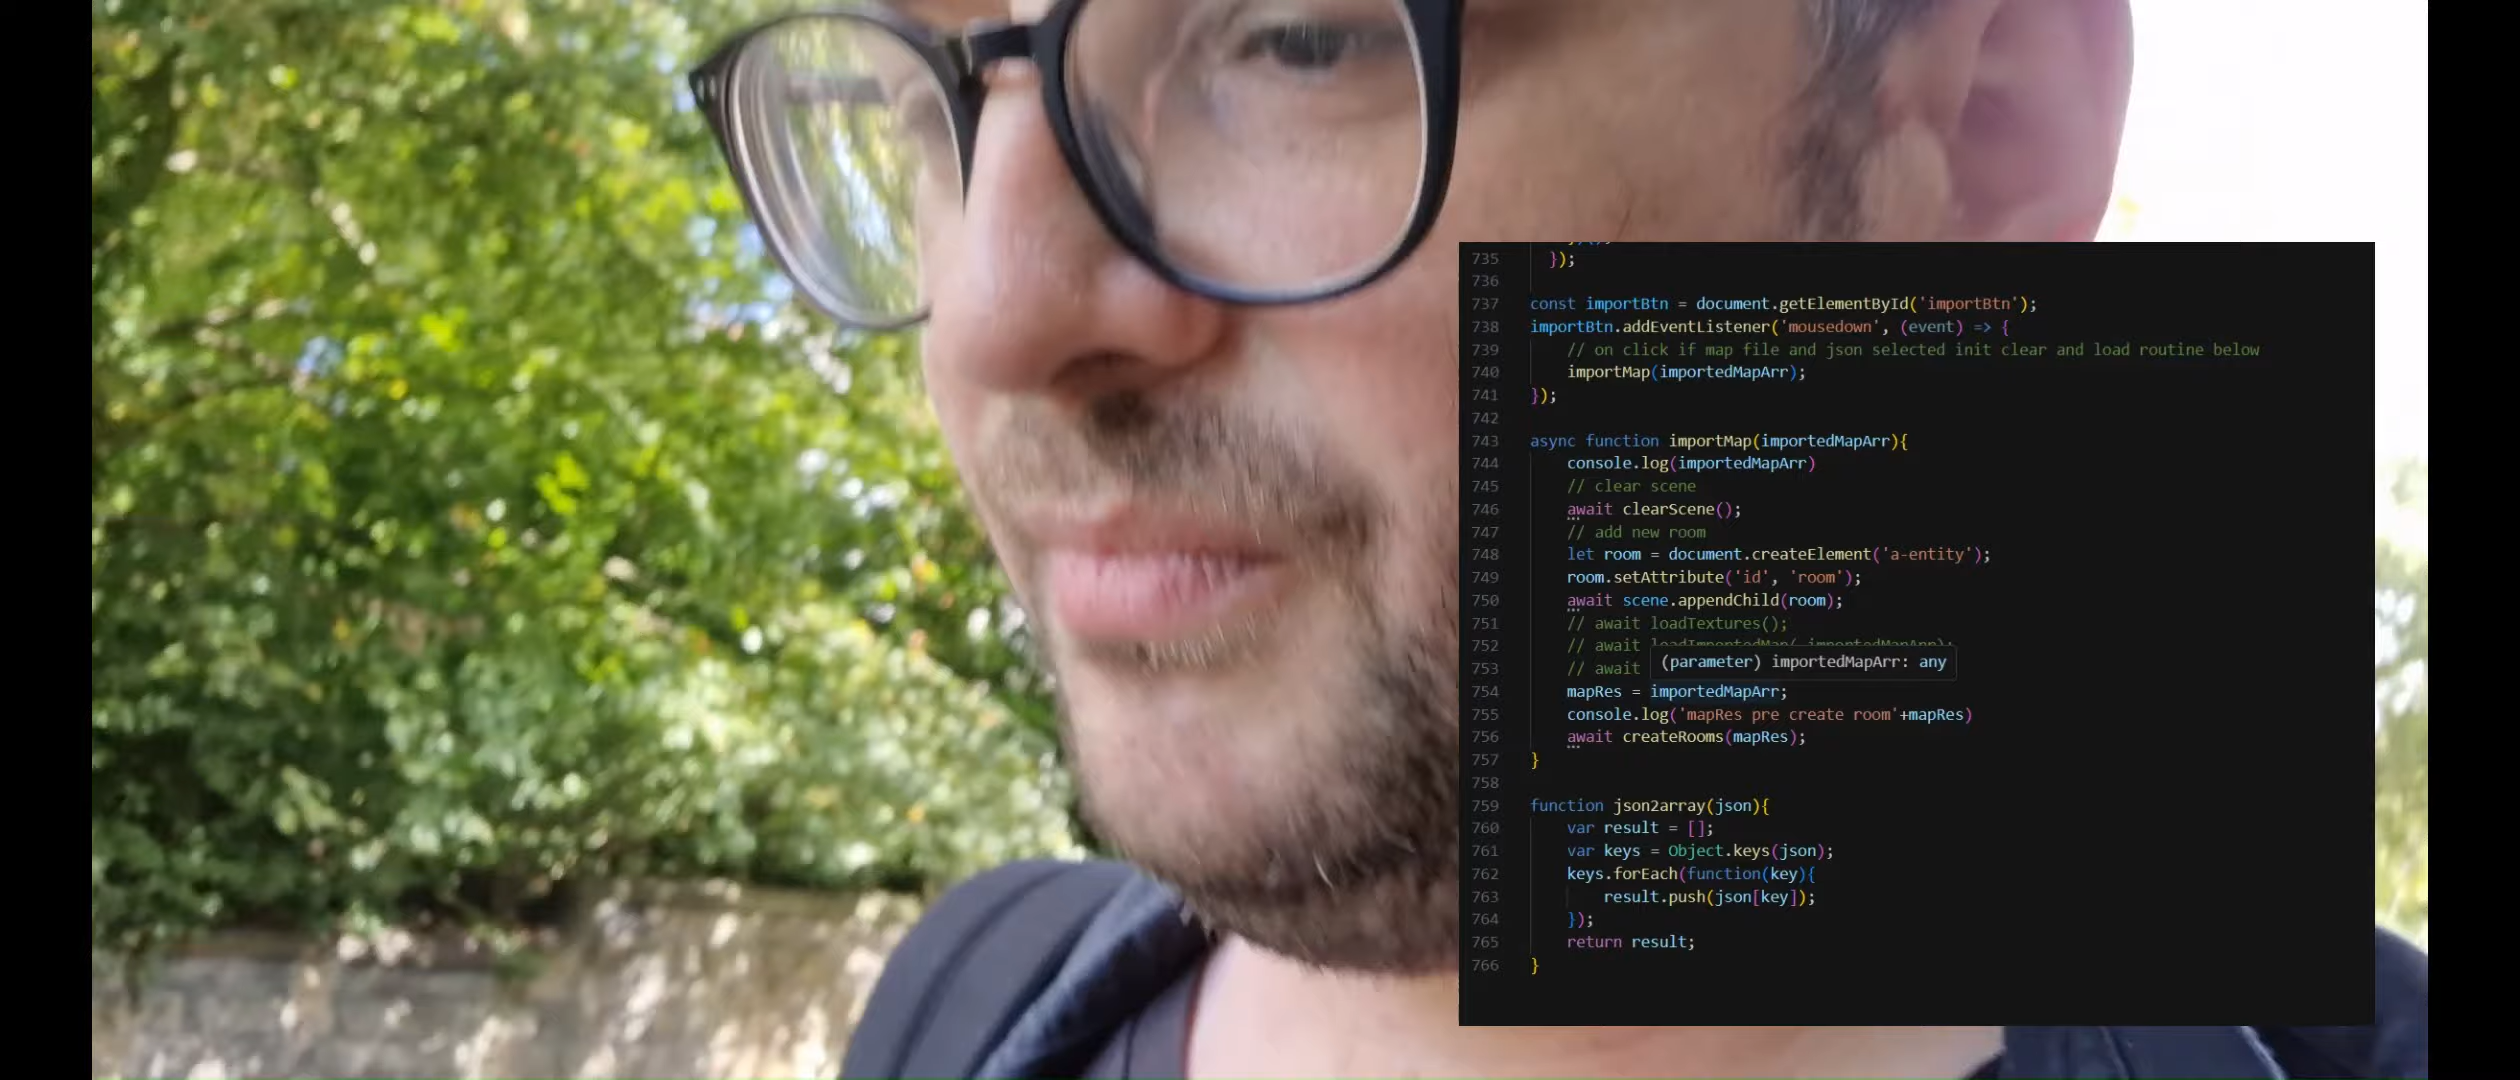 735 });
736
737 const importBtn = document.getElementById('importBtn');
738 importBtn.addEventListener('mousedown', (event) => {
739 // on click if map file and json selected init clear and load routine below
740 importMap(importedMapArr);
741 });
742
743 async function importMap(importedMapArr){
744 console.log(importedMapArr)
745 // clear scene
746 await clearScene();
747 // add new room
748 let room = document.createElement('a-entity');
749 room.setAttribute('id', 'room');
750 await scene.appendChild(room);
751 // await loadTextures();
752 // await loadImportedMap( importedMapArr);
(parameter) importedMapArr: any
753 // await
754 mapRes = importedMapArr;
755 console.log('mapRes pre create room'+mapRes)
756 await createRooms(mapRes);
757 }
758
759 function json2array(json){
760 var result = [];
761 var keys = Object.keys(json);
762 keys.forEach(function(key){
763 result.push(json[key]);
764 });
765 return result;
766 }